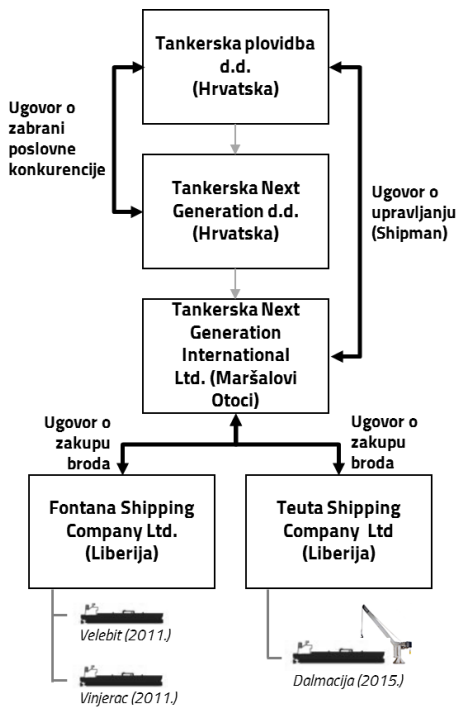 Tankerska plovidba
d.d.
(Hrvatska)
Ugovor o
zabrani
poslovne
konkurencije
Tankerska Next
Generation d.d.
(Hrvatska)
Ugovor o
upravljanju
(Shipman)
Tankerska Next
Generation
International
Ltd. (Maršalovi
Otoci)
Ugovor o
zakupu
broda
Ugovor o
zakupu
broda
Fontana Shipping
Company Ltd.
(Liberija)
Teuta Shipping
Company Ltd
(Liberija)
Velebit (2011.)
Vinjerac (2011.)
Dalmacija (2015.)